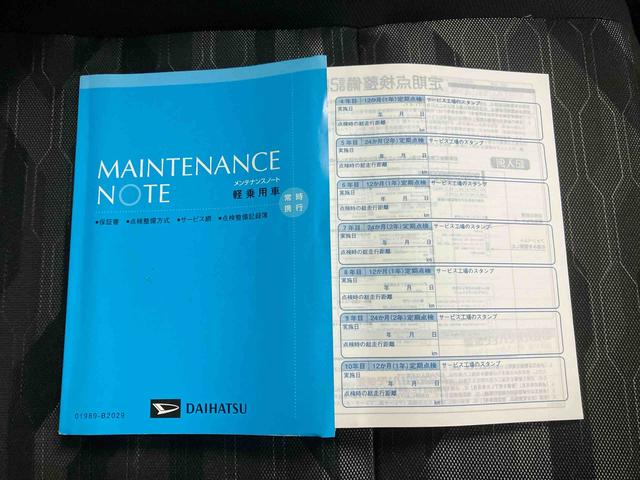 MAINTENANCE
NOTE
メンテナンスノート
軽乗用車
常時
携行
●保証書 ●点検整備方式 ●サービス網 ●点検整備記録簿
DAIHATSU
01989-B2029
4年目 12か月(1年)定期点検 サービス工場のスタンプ
実施日
年 月 日
点検時の総走行距離
km
5年目 24か月(2年)定期点検 サービス工場のスタンプ
実施日
年 月 日
点検時の総走行距離
km
6年目 12か月(1年)定期点検 サービス工場のスタンプ
実施日
年 月 日
点検時の総走行距離
km
7年目 24か月(2年)定期点検 サービス工場のスタンプ
実施日
年 月 日
点検時の総走行距離
km
8年目 12か月(1年)定期点検 サービス工場のスタンプ
実施日
年 月 日
点検時の総走行距離
km
9年目 24か月(2年)定期点検 サービス工場のスタンプ
実施日
年 月 日
点検時の総走行距離
km
10年目 12か月(1年)定期点検 サービス工場のスタンプ
実施日
年 月 日
点検時の総走行距離
km